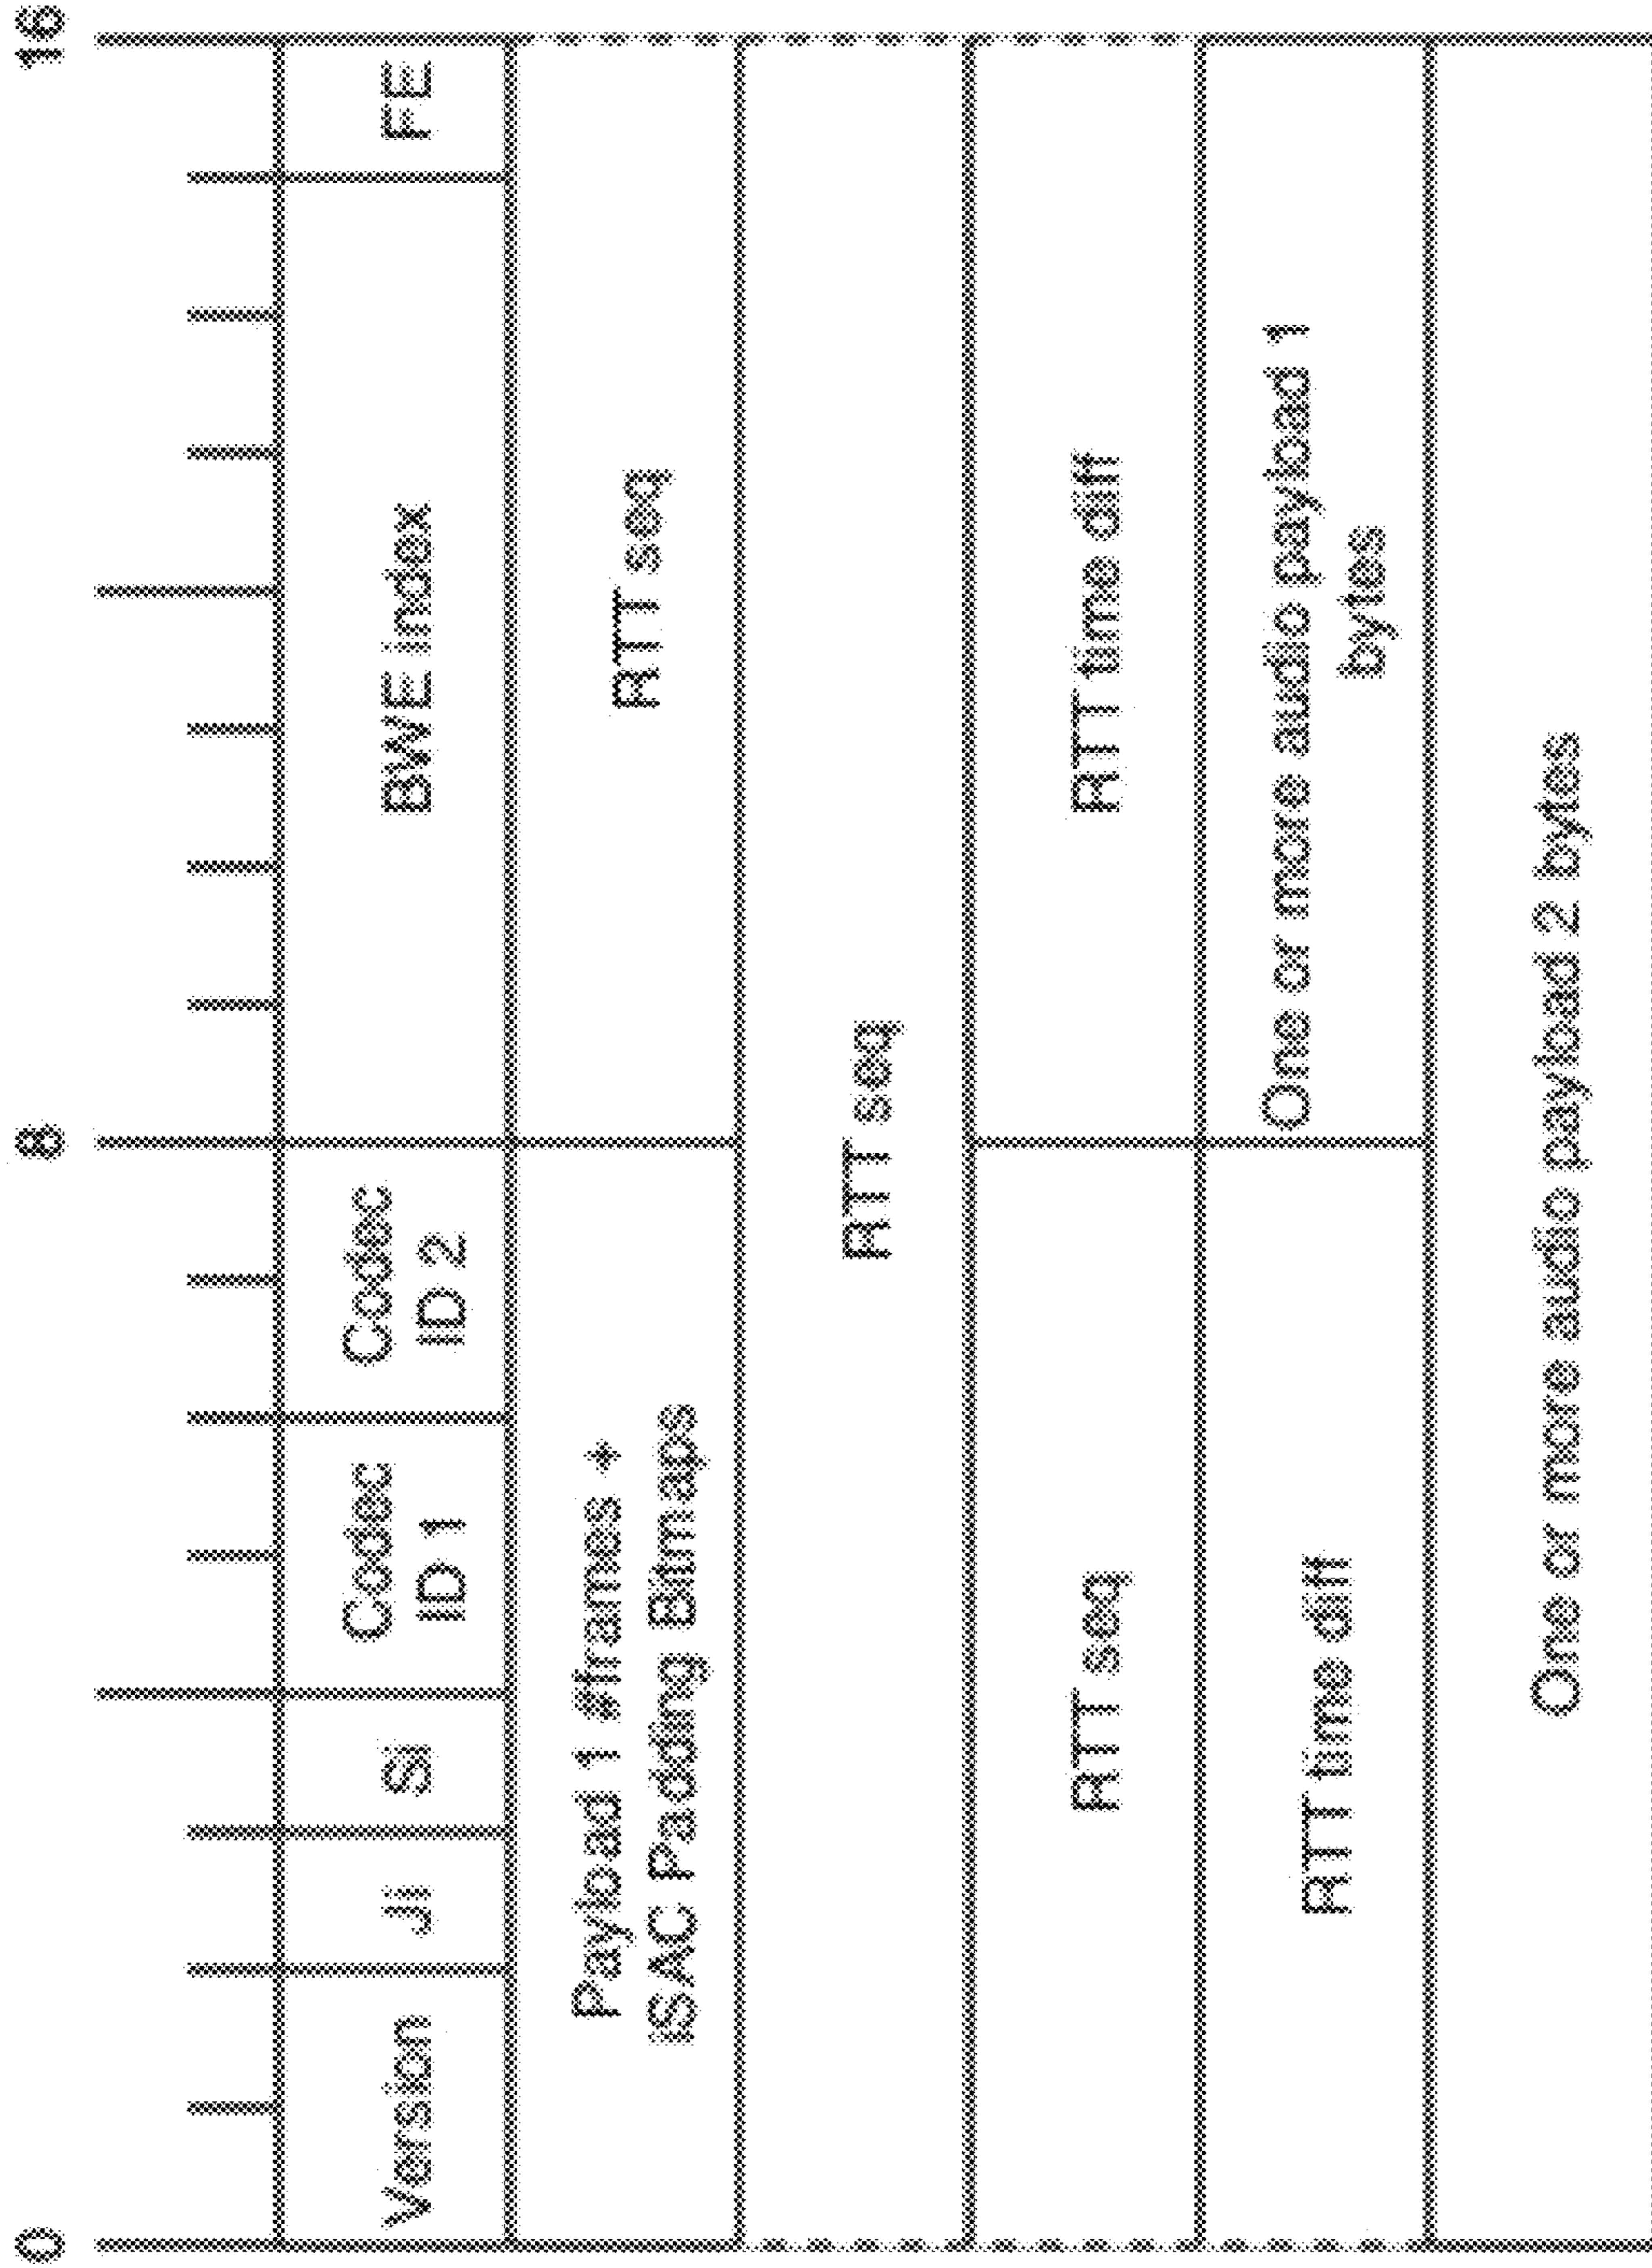 0
8
16
Version
Ji
Si
Codec
ID 1
Codec
ID 2
BWE index
FE
Payload 1 #frames +
iSAC Padding Bitmaps
RTT seq
RTT seq
RTT seq
RTT time diff
RTT time diff
One or more audio payload 1
bytes
One or more audio payload 2 bytes